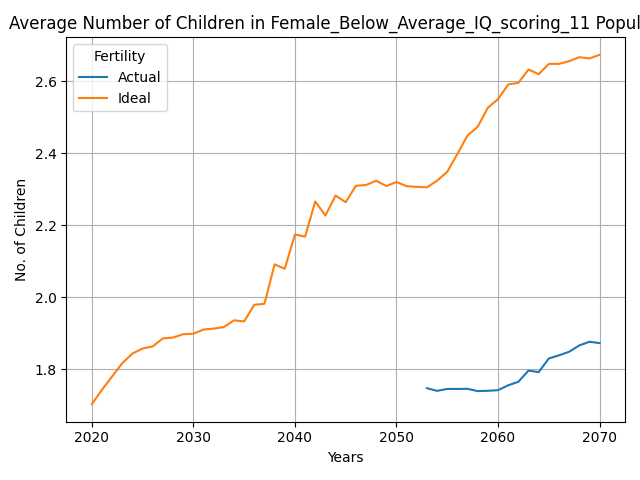 Average Number of Children in Female_Below_Average_IQ_scoring_11 Popul
Fertility
Actual
Ideal
No. of Children
2.6
2.4
2.2
2.0
1.8
2020 2030 2040 2050 2060 2070
Years